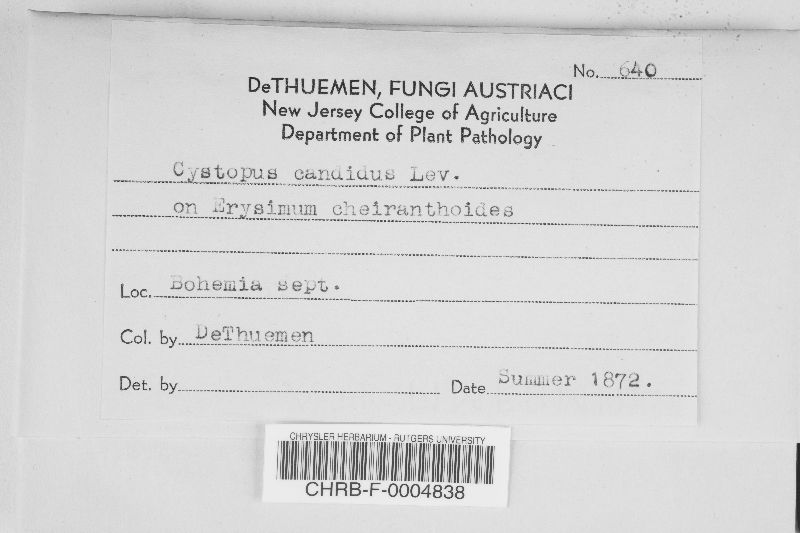 No. 640
DeTHUEMEN, FUNGI AUSTRIACI
New Jersey College of Agriculture
Department of Plant Pathology
Cystopus candidus Lev.
on Erysimum cheiranthoides
Loc. Bohemia sept.
Col. by DeThuemen
Det. by
Date Summer 1872.
CHRYSLER HERBARIUM - RUTGERS UNIVERSITY
CHRB-F-0004838